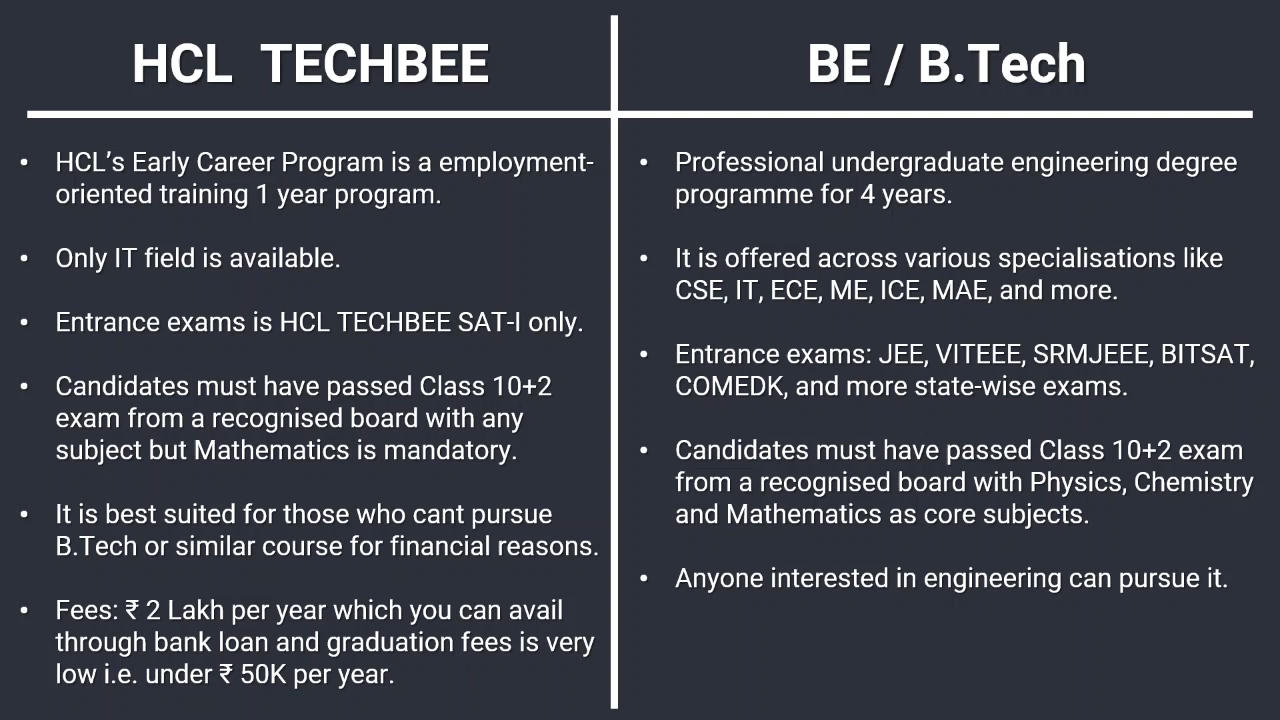 HCL TECHBEE
• HCL’s Early Career Program is a employment-
oriented training 1 year program.
• Only IT field is available.
• Entrance exams is HCL TECHBEE SAT-I only.
• Candidates must have passed Class 10+2
exam from a recognised board with any
subject but Mathematics is mandatory.
• It is best suited for those who cant pursue
B.Tech or similar course for financial reasons.
• Fees: ₹ 2 Lakh per year which you can avail
through bank loan and graduation fees is very
low i.e. under ₹ 50K per year.
BE / B.Tech
• Professional undergraduate engineering degree
programme for 4 years.
• It is offered across various specialisations like
CSE, IT, ECE, ME, ICE, MAE, and more.
• Entrance exams: JEE, VITEEE, SRMJEEE, BITSAT,
COMEDK, and more state-wise exams.
• Candidates must have passed Class 10+2 exam
from a recognised board with Physics, Chemistry
and Mathematics as core subjects.
• Anyone interested in engineering can pursue it.